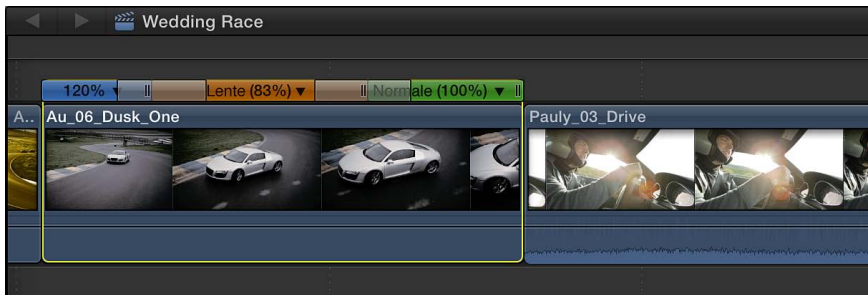 Wedding Race
120% Lente (83%) Normale (100%)
A.. Au_06_Dusk_One Pauly_03_Drive